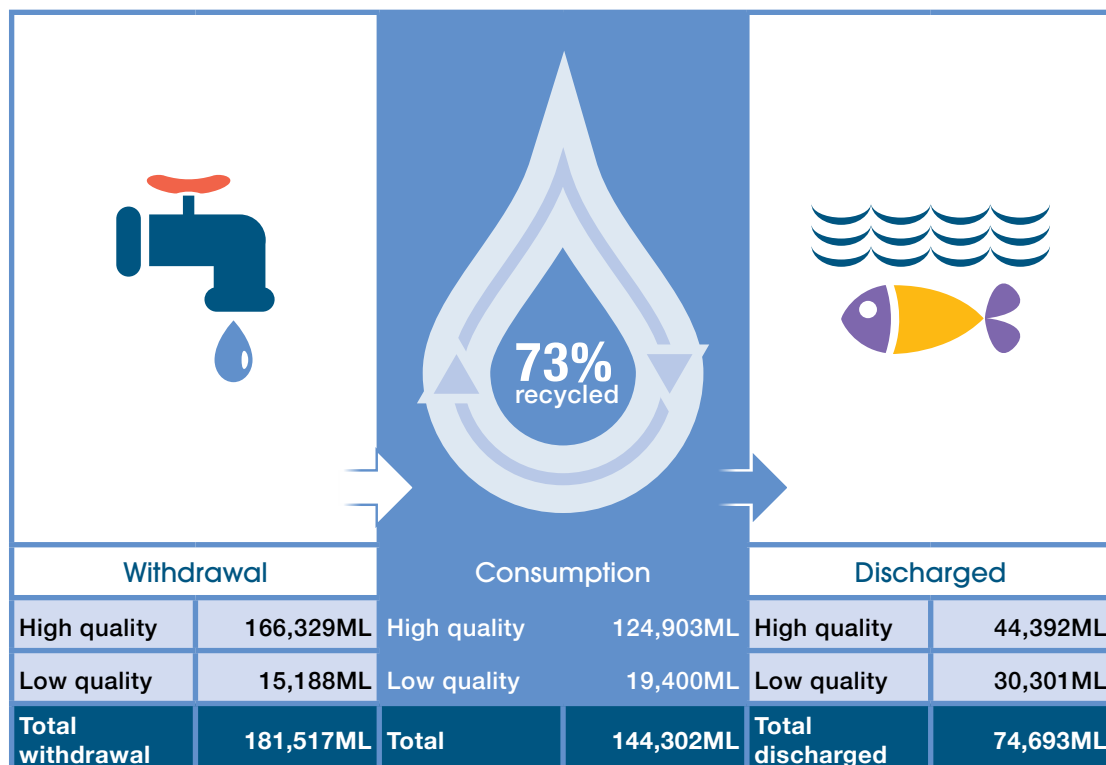 73%
recycled
Withdrawal Consumption Discharged
High quality 166,329ML High quality 124,903ML High quality 44,392ML
Low quality 15,188ML Low quality 19,400ML Low quality 30,301ML
Total withdrawal 181,517ML Total 144,302ML Total discharged 74,693ML